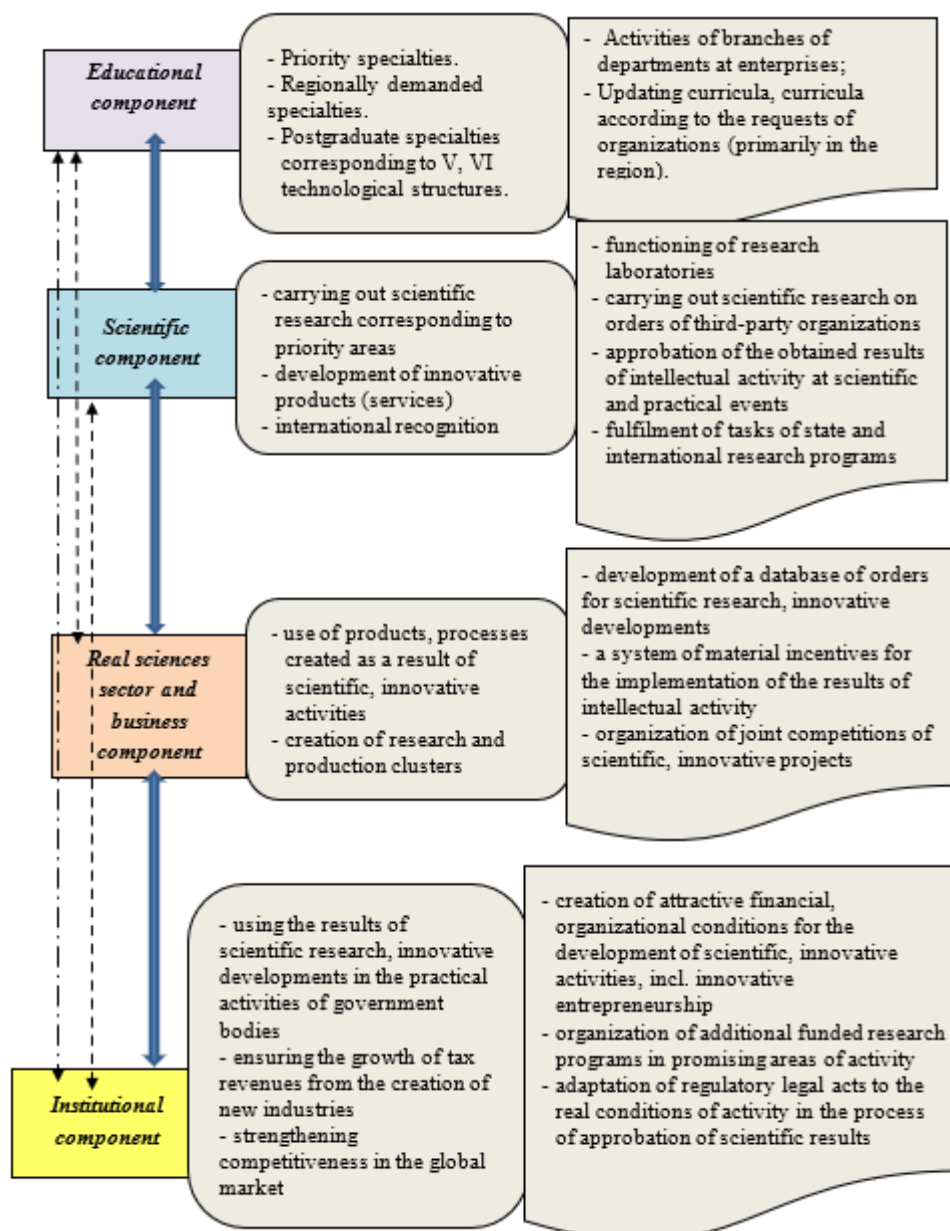 Educational
component
- Priority specialties.
- Regionally demanded
specialties.
- Postgraduate specialties
corresponding to V, VI
technological structures.
- Activities of branches of
departments at enterprises;
- Updating curricula, curricula
according to the requests of
organizations (primarily in the
region).
Scientific
component
- carrying out scientific
research corresponding to
priority areas
- development of innovative
products (services)
- international recognition
- functioning of research
laboratories
- carrying out scientific research on
orders of third-party organizations
- approbation of the obtained results
of intellectual activity at scientific
and practical events
- fulfilment of tasks of state and
international research programs
Real sciences
sector and
business
component
- use of products, processes
created as a result of
scientific, innovative
activities
- creation of research and
production clusters
- development of a database of orders
for scientific research, innovative
developments
- a system of material incentives for
the implementation of the results of
intellectual activity
- organization of joint competitions of
scientific, innovative projects
Institutional
component
- using the results of
scientific research, innovative
developments in the practical
activities of government
bodies
- ensuring the growth of tax
revenues from the creation of
new industries
- strengthening
competitiveness in the global
market
- creation of attractive financial,
organizational conditions for the
development of scientific, innovative
activities, incl. innovative
entrepreneurship
- organization of additional funded research
programs in promising areas of activity
- adaptation of regulatory legal acts to the
real conditions of activity in the process
of approbation of scientific results